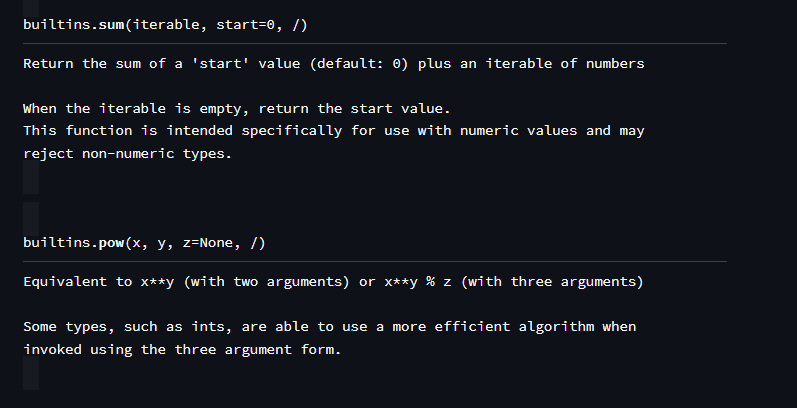 builtins.sum(iterable, start=0, /)
Return the sum of a 'start' value (default: 0) plus an iterable of numbers
When the iterable is empty, return the start value.
This function is intended specifically for use with numeric values and may
reject non-numeric types.
builtins.pow(x, y, z=None, /)
Equivalent to x**y (with two arguments) or x**y % z (with three arguments)
Some types, such as ints, are able to use a more efficient algorithm when
invoked using the three argument form.